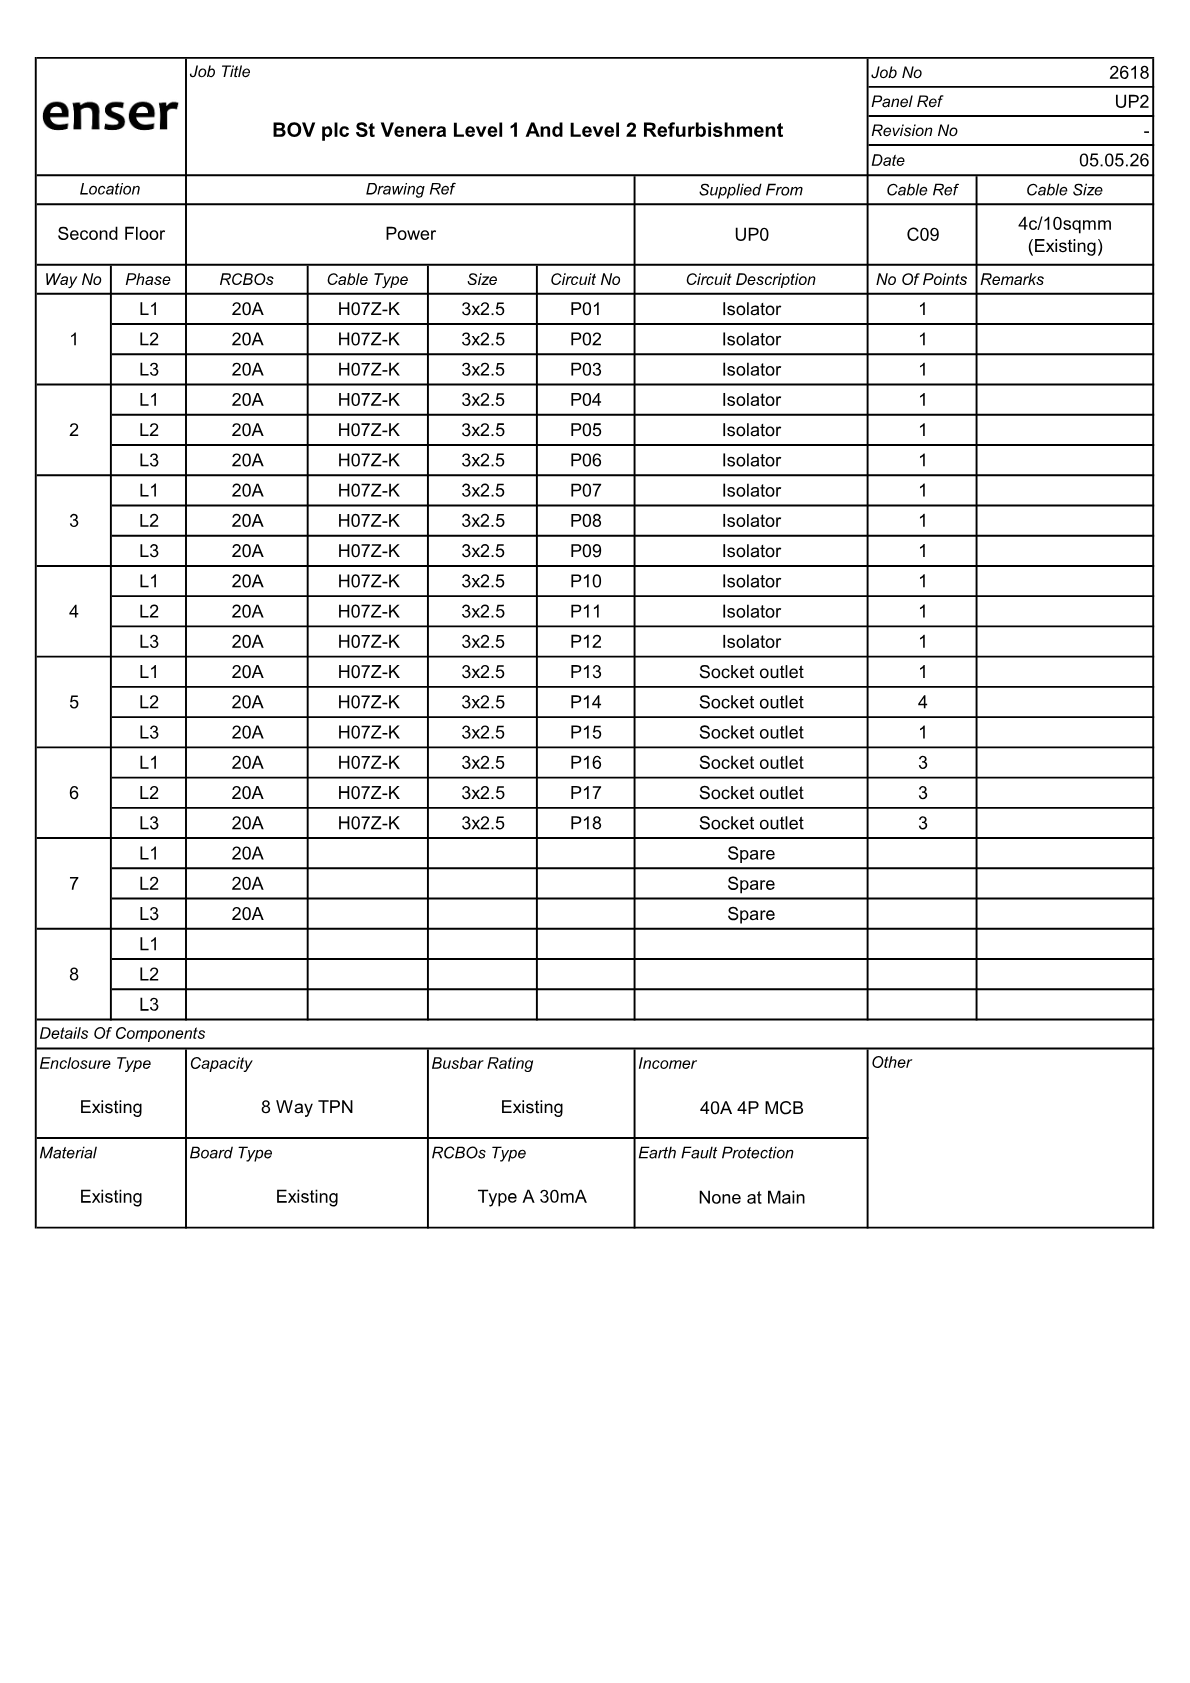 enser
Job Title
BOV plc St Venera Level 1 And Level 2 Refurbishment
Job No 2618
Panel Ref UP2
Revision No -
Date 05.05.26
Location Drawing Ref Supplied From Cable Ref Cable Size
Second Floor Power UP0 C09 4c/10sqmm
(Existing)
Way No Phase RCBOs Cable Type Size Circuit No Circuit Description No Of Points Remarks
1 L1 20A H07Z-K 3x2.5 P01 Isolator 1
L2 20A H07Z-K 3x2.5 P02 Isolator 1
L3 20A H07Z-K 3x2.5 P03 Isolator 1
2 L1 20A H07Z-K 3x2.5 P04 Isolator 1
L2 20A H07Z-K 3x2.5 P05 Isolator 1
L3 20A H07Z-K 3x2.5 P06 Isolator 1
3 L1 20A H07Z-K 3x2.5 P07 Isolator 1
L2 20A H07Z-K 3x2.5 P08 Isolator 1
L3 20A H07Z-K 3x2.5 P09 Isolator 1
4 L1 20A H07Z-K 3x2.5 P10 Isolator 1
L2 20A H07Z-K 3x2.5 P11 Isolator 1
L3 20A H07Z-K 3x2.5 P12 Isolator 1
5 L1 20A H07Z-K 3x2.5 P13 Socket outlet 1
L2 20A H07Z-K 3x2.5 P14 Socket outlet 4
L3 20A H07Z-K 3x2.5 P15 Socket outlet 1
6 L1 20A H07Z-K 3x2.5 P16 Socket outlet 3
L2 20A H07Z-K 3x2.5 P17 Socket outlet 3
L3 20A H07Z-K 3x2.5 P18 Socket outlet 3
7 L1 20A Spare
L2 20A Spare
L3 20A Spare
8 L1
L2
L3
Details Of Components
Enclosure Type Capacity Busbar Rating Incomer Other
Existing 8 Way TPN Existing 40A 4P MCB
Material Board Type RCBOs Type Earth Fault Protection
Existing Existing Type A 30mA None at Main